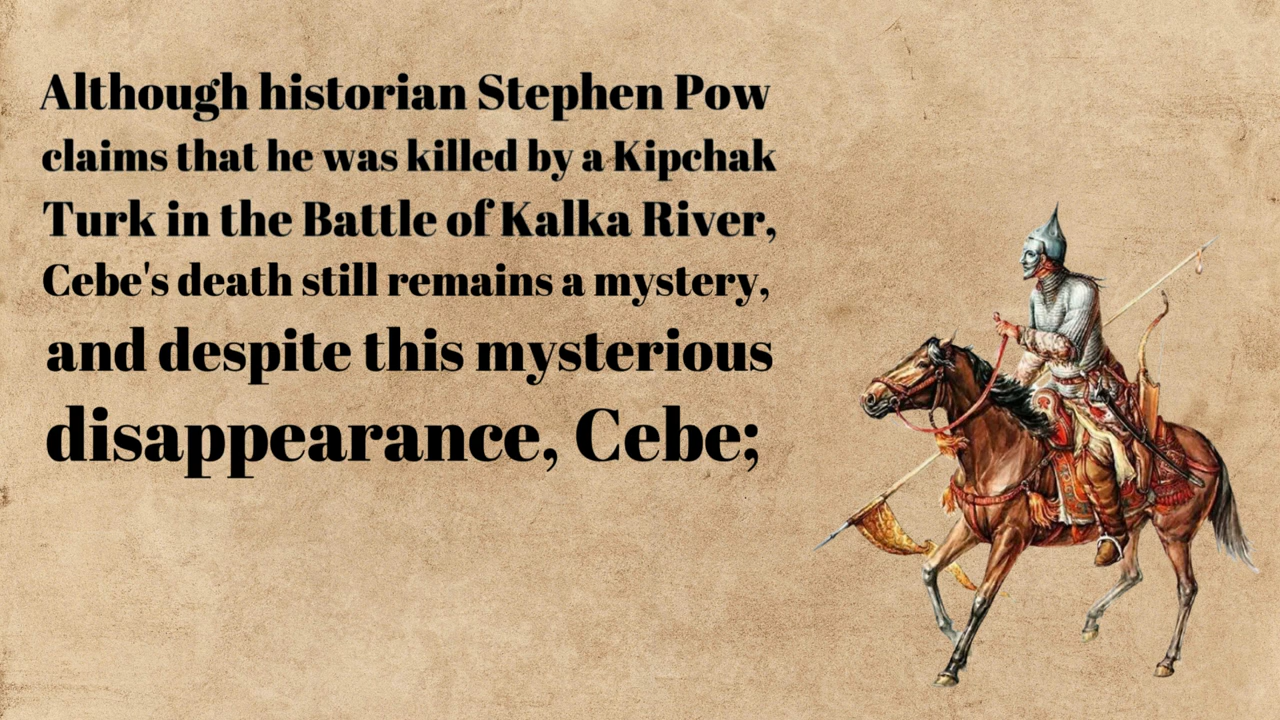 Although historian Stephen Pow
claims that he was killed by a Kipchak
Turk in the Battle of Kalka River,
Cebe's death still remains a mystery,
and despite this mysterious
disappearance, Cebe;